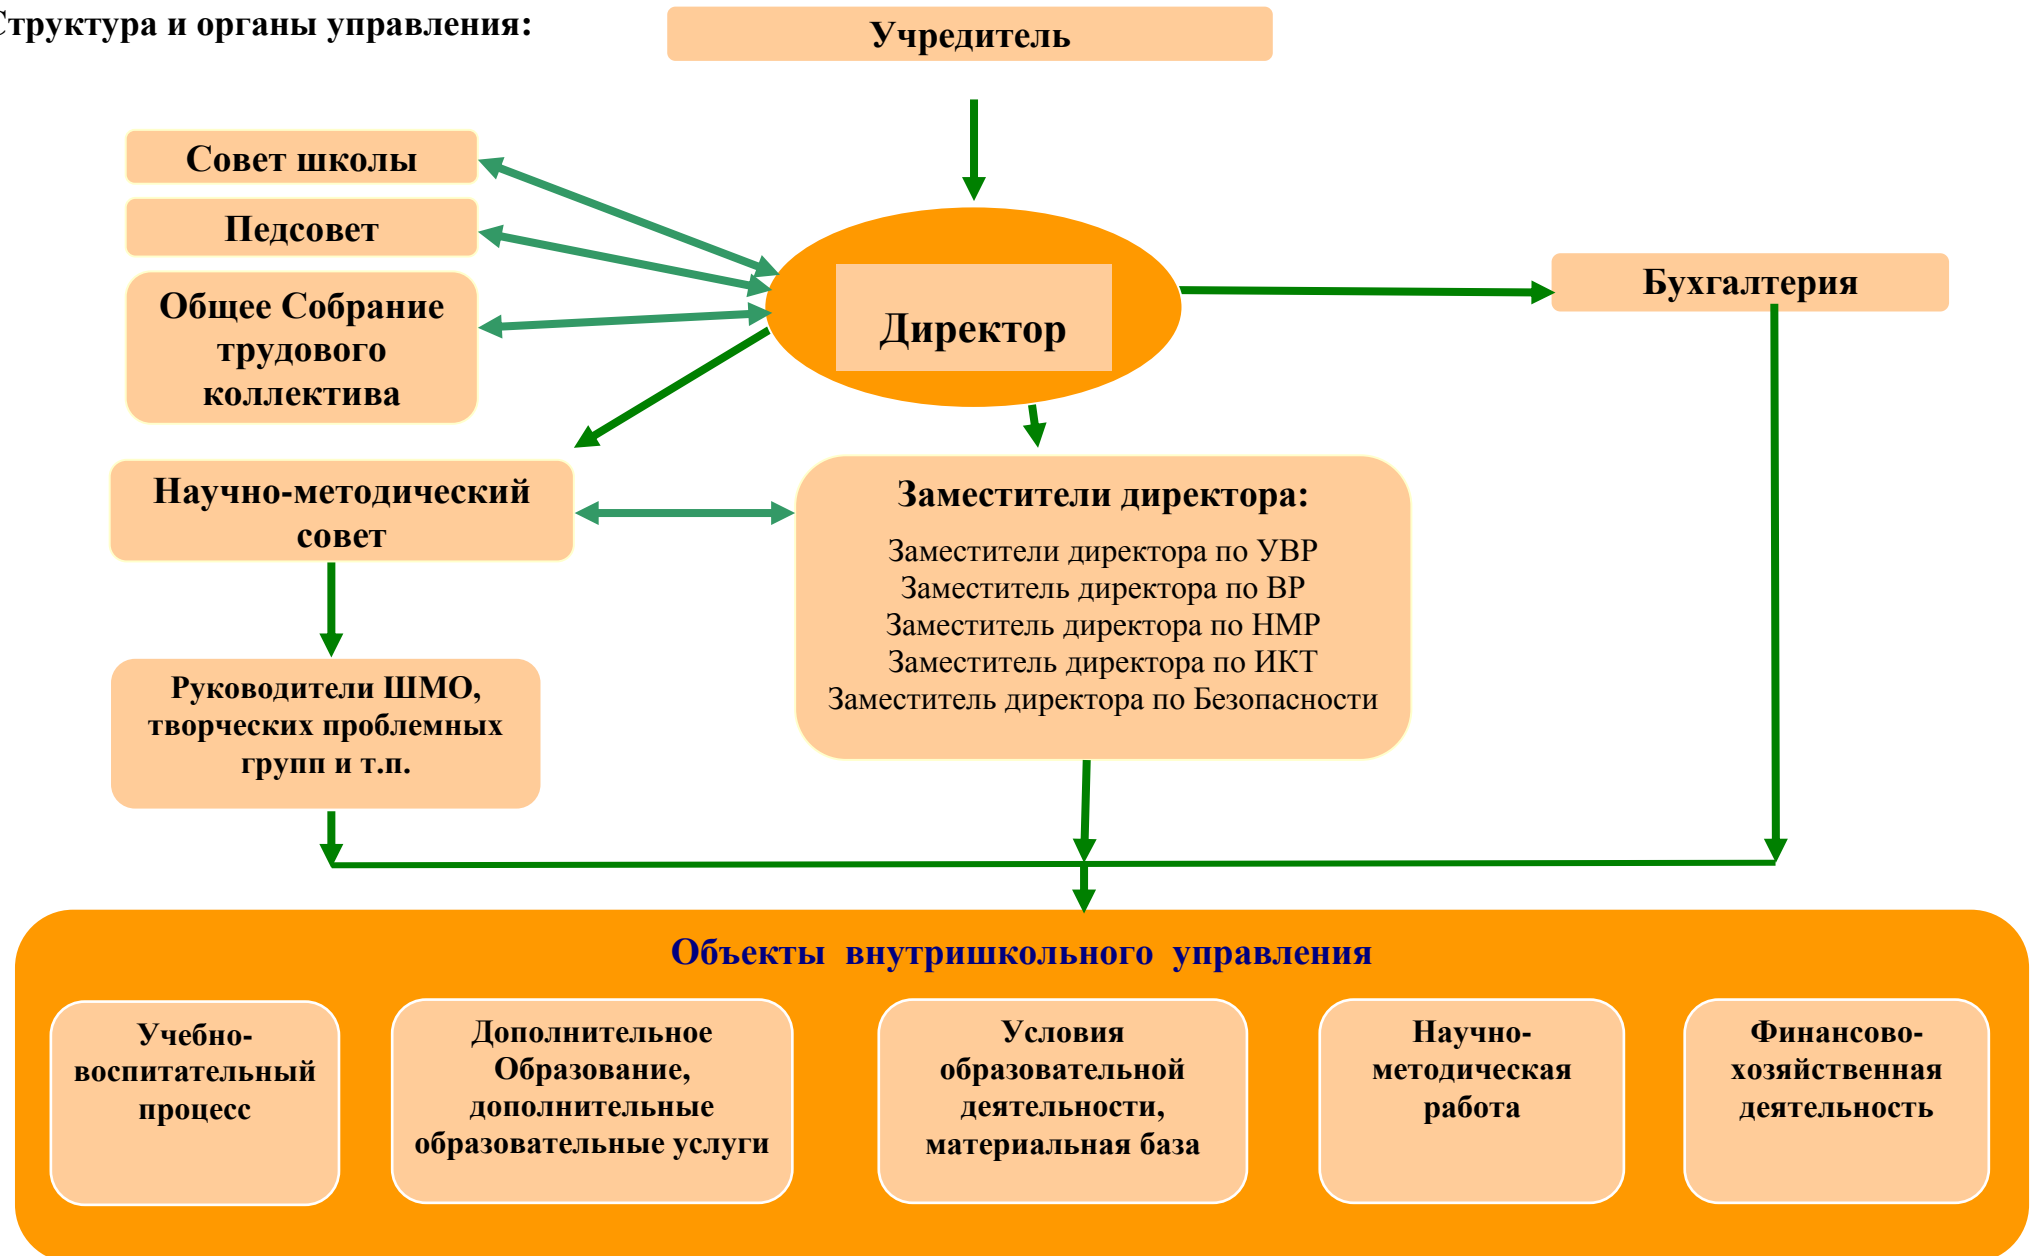 Структура и органы управления:
Учредитель
Совет школы
Педсовет
Общее Собрание
трудового
коллектива
Директор
Бухгалтерия
Научно-методический
совет
Заместители директора:
Заместители директора по УВР
Заместитель директора по ВР
Заместитель директора по НМР
Заместитель директора по ИКТ
Заместитель директора по Безопасности
Руководители ШМО,
творческих проблемных
групп и т.п.
Объекты внутришкольного управления
Учебно-
воспитательный
процесс
Дополнительное
Образование,
дополнительные
образовательные услуги
Условия
образовательной
деятельности,
материальная база
Научно-
методическая
работа
Финансово-
хозяйственная
деятельность